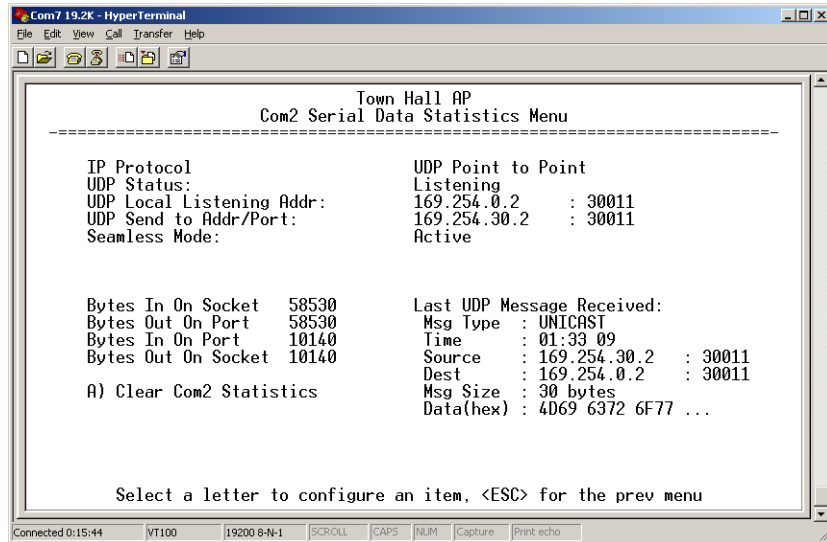 Com7 19.2K - HyperTerminal
File Edit View Call Transfer Help
Town Hall AP
Com2 Serial Data Statistics Menu
-==========================================================================-
IP Protocol UDP Point to Point
UDP Status: Listening
UDP Local Listening Addr: 169.254.0.2 : 30011
UDP Send to Addr/Port: 169.254.30.2 : 30011
Seamless Mode: Active
Bytes In On Socket 58530 Last UDP Message Received:
Bytes Out On Port 58530 Msg Type : UNICAST
Bytes In On Port 10140 Time : 01:33 09
Bytes Out On Socket 10140 Source : 169.254.30.2 : 30011
Dest : 169.254.0.2 : 30011
A) Clear Com2 Statistics Msg Size : 30 bytes
Data(hex) : 4D69 6372 6F77 ...
Select a letter to configure an item, <ESC> for the prev menu
Connected 0:15:44 VT100 19200 8-N-1 SCROLL CAPS NUM Capture Print echo